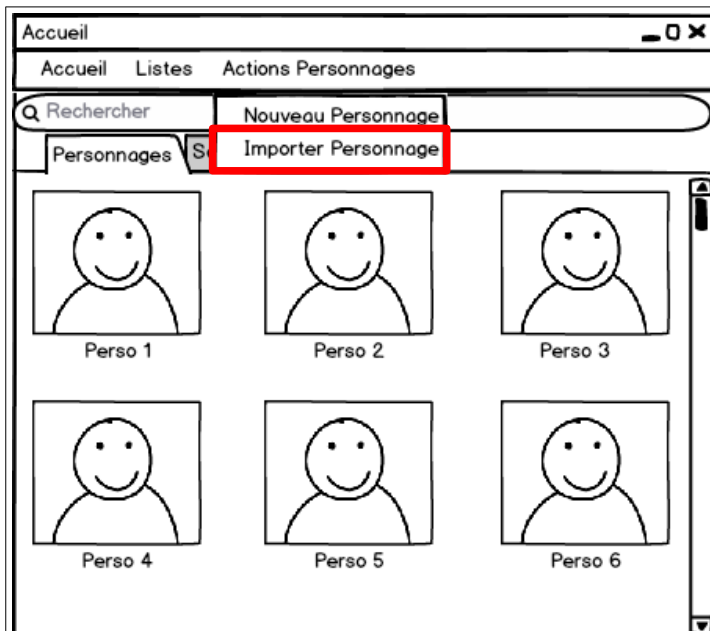 Accueil
Accueil Listes Actions Personnages
Rechercher Nouveau Personnage
Personnages Importer Personnage
Perso 1 Perso 2 Perso 3
Perso 4 Perso 5 Perso 6